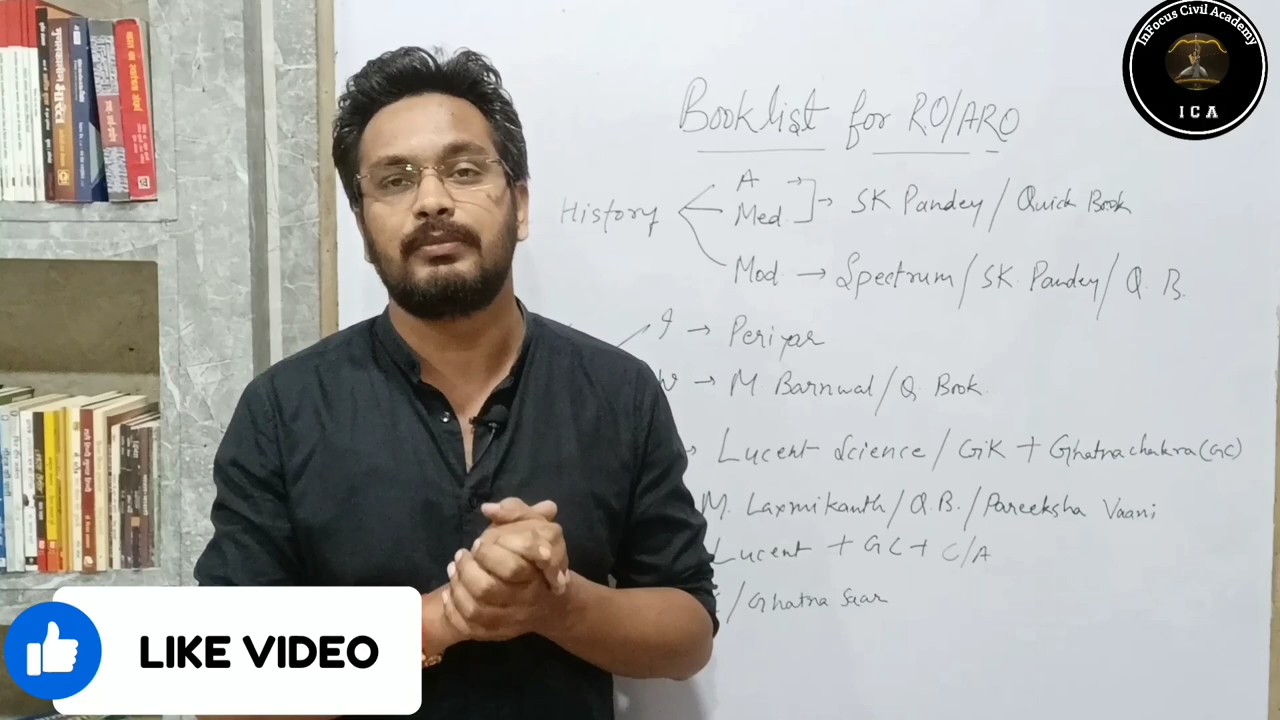 InFocus Civil Academy
ICA
Booklist for RO/ARO
History
A
Med
SK Pandey / Quick Book
Mod → Spectrum / SK Pandey / Q. B.
I → Periyar
W → M. Barnwal / Q Book.
Lucent Science / GK + Ghatnachakra (GC)
M. Laxmikanth / Q.B. / Pareeksha Vaani
Lucent + GC + C/A
/ Ghatna Saar
LIKE VIDEO